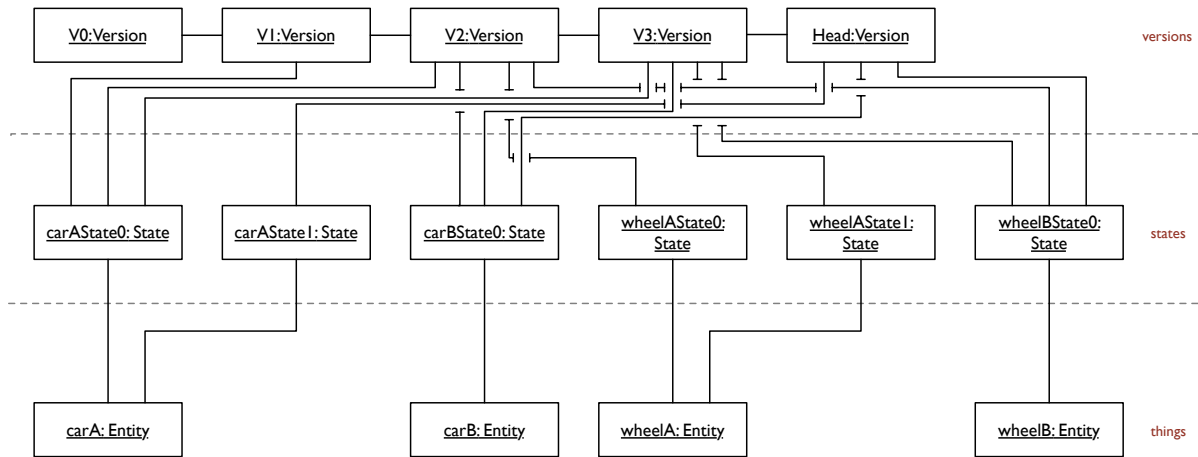 V0:Version
V1:Version
V2:Version
V3:Version
Head:Version
versions
carAState0: State
carAState1: State
carBState0: State
wheelAState0:
State
wheelAState1:
State
wheelBState0:
State
states
carA: Entity
carB: Entity
wheelA: Entity
wheelB: Entity
things